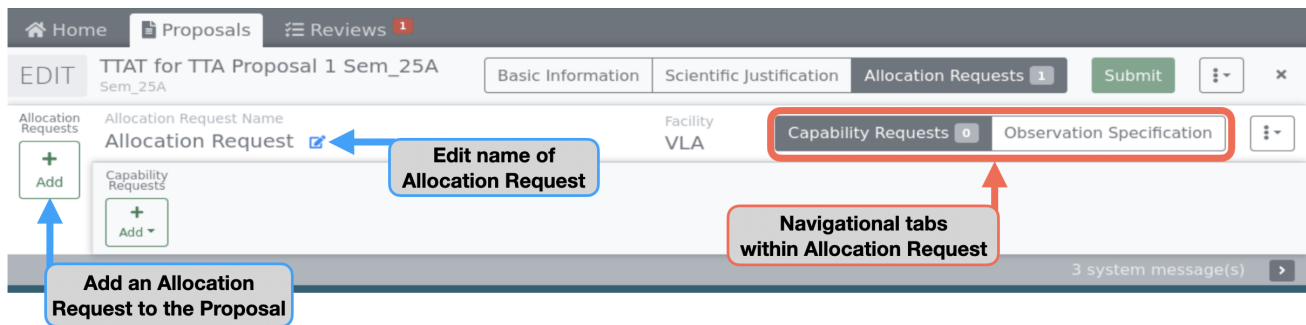 Home Proposals Reviews 1
EDIT TTAT for TTA Proposal 1 Sem_25A Basic Information Scientific Justification Allocation Requests 1 Submit
Sem_25A
Allocation Requests
Allocation Request Name
Allocation Request
Facility
VLA
Capability Requests 0 Observation Specification
+
Add
Capability
Requests
+
Add
Edit name of
Allocation Request
Navigational tabs
within Allocation Request
Add an Allocation
Request to the Proposal
3 system message(s)